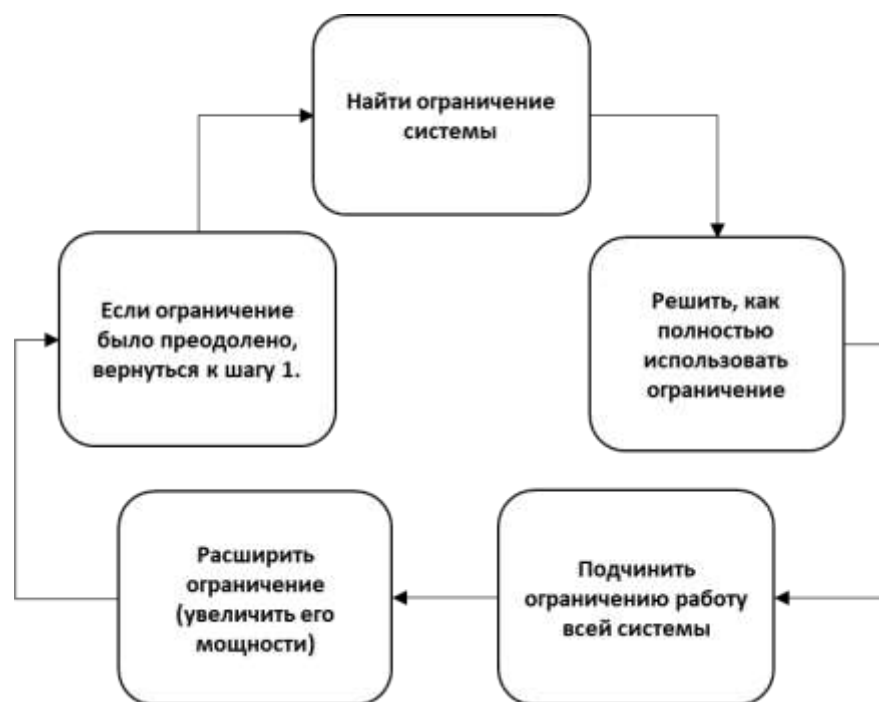 Найти ограничение
системы
Решить, как
полностью
использовать
ограничение
Подчинить
ограничению работу
всей системы
Расширить
ограничение
(увеличить его
мощности)
Если ограничение
было преодолено,
вернуться к шагу 1.